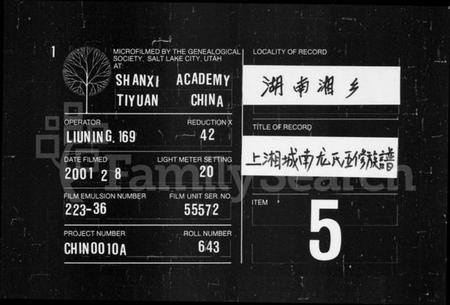 1
MICROFILMED BY THE GENEALOGICAL
SOCIETY, SALT LAKE CITY, UTAH
AT:
SHANXI ACADEMY
TIYUAN CHINA
OPERATOR
LIUNING. 169
REDUCTION X
42
DATE FILMED
2001 2 8
LIGHT METER SETTING
20
FILM EMULSION NUMBER
223-36
FILM UNIT SER. NO.
55572
PROJECT NUMBER
CHIN0010A
ROLL NUMBER
643
LOCALITY OF RECORD
湖南湘乡
TITLE OF RECORD
上湘城南龙氏五修族譜
ITEM
5
FamilySearch